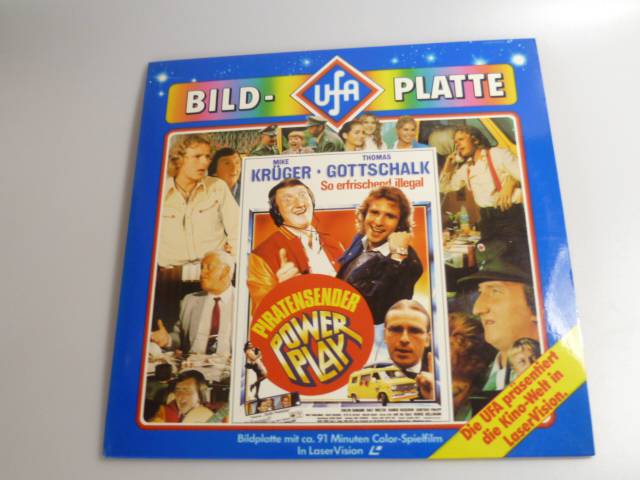 BILD- UFA PLATTE
MIKE THOMAS
KRÜGER · GOTTSCHALK
So erfrischend illegal
PIRATENSENDER
POWER
PLAY
Die UFA präsentiert
die Kino-Welt in
LaserVision.
Bildplatte mit ca. 91 Minuten Color-Spielfilm
In LaserVision